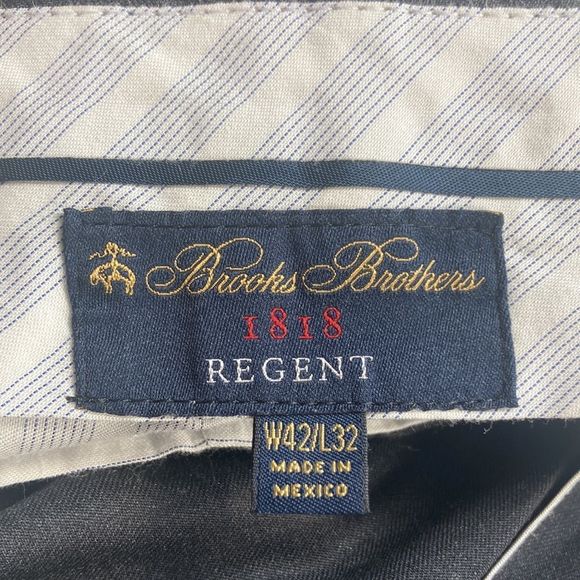 Brooks Brothers
1818
REGENT
W42/L32
MADE IN
MEXICO